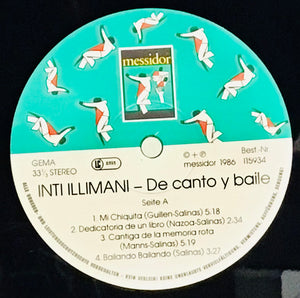 messidor
GEMA
33⅓ STEREO
℗ + © messidor 1986
Best.-Nr. 115934
INTI ILLIMANI – De canto y baile
Seite A
1. Mi Chiquita (Guillen-Salinas) 5.18
2. Dedicatoria de un libro (Nazoa-Salinas) 2.34
3. Cantiga de la memoria rota
(Manns-Salinas) 5.19
4. Bailando Bailando (Salinas) 3:27